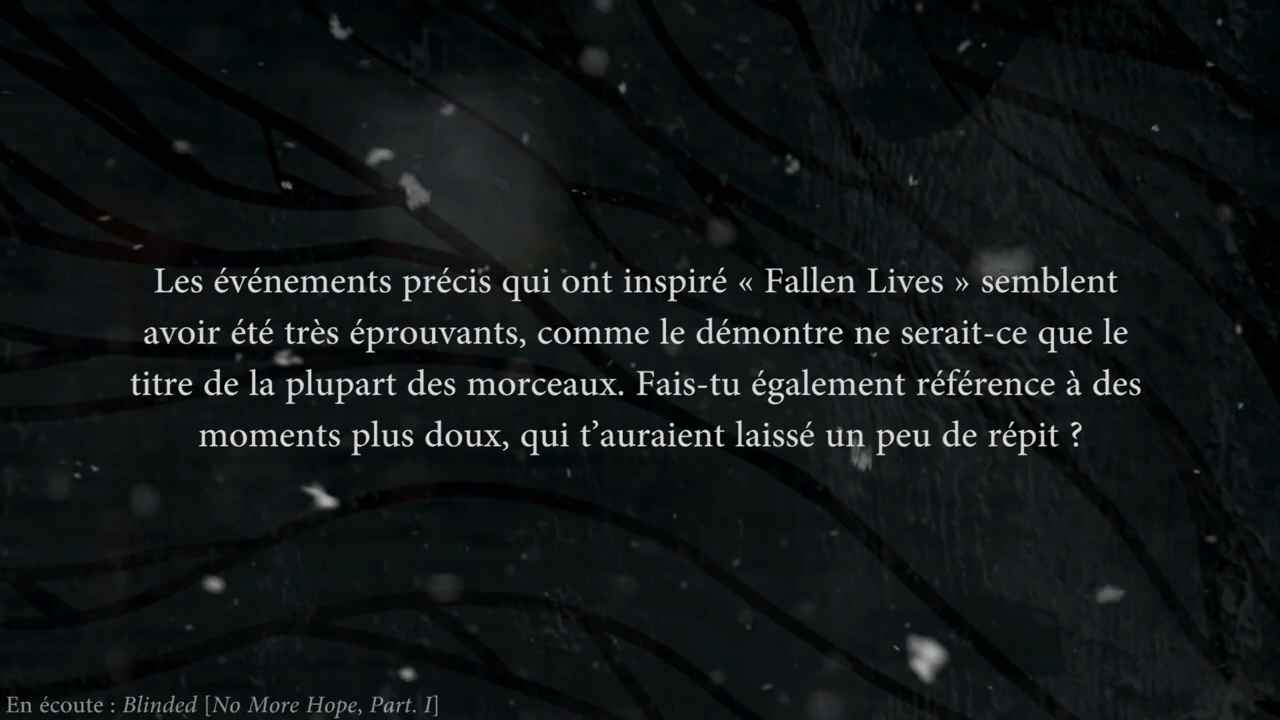 Les événements précis qui ont inspiré « Fallen Lives » semblent
avoir été très éprouvants, comme le démontre ne serait-ce que le
titre de la plupart des morceaux. Fais-tu également référence à des
moments plus doux, qui t’auraient laissé un peu de répit ?
En écoute : Blinded [No More Hope, Part. I]